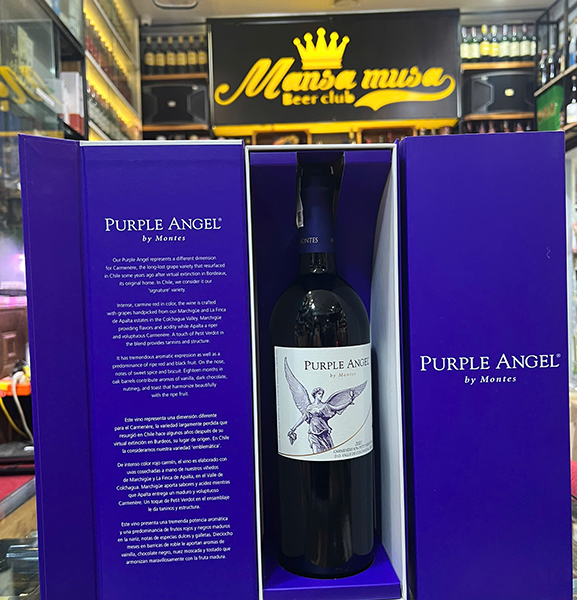 Mansa musa
Beer club
PURPLE ANGEL®
by Montes
Our Purple Angel represents a different dimension
for Carmenère, the long-lost grape variety that resurfaced
in Chile some years ago after virtual extinction in Bordeaux,
its original home. In Chile, we consider it our
"signature" variety.
Intense, carmine red in color, the wine is crafted
with grapes handpicked from our Marchigüe and La Finca
de Apalta estates in the Colchagua Valley. Marchigüe
providing flavors and acidity while Apalta a riper
and voluptuous Carmenère. A touch of Petit Verdot in
the blend provides tannins and structure.
It has tremendous aromatic expression as well as a
predominance of ripe red and black fruit. On the nose,
notes of sweet spice and biscuit. Eighteen months in
oak barrels contribute aromas of vanilla, dark chocolate,
nutmeg, and toast that harmonize beautifully
with the ripe fruit.
Este vino representa una dimensión diferente
para el Carmenère, la variedad largamente perdida que
resurgió en Chile hace algunos años después de su
virtual extinción en Burdeos, su lugar de origen. En Chile
la consideramos nuestra variedad "emblemática".
De intenso color rojo carmín, el vino es elaborado con
uvas cosechadas a mano de nuestros viñedos
de Marchigüe y La Finca de Apalta, en el Valle de
Colchagua. Marchigüe aporta sabores y acidez mientras
que Apalta entrega un maduro y voluptuoso
Carmenère. Un toque de Petit Verdot en el ensamblaje
le da taninos y estructura.
Este vino presenta una tremenda potencia aromática
y una predominancia de frutos rojos y negros maduros
en la nariz, notas de especias dulces y galletas. Dieciocho
meses en barricas de roble le aportan aromas de
vainilla, chocolate negro, nuez moscada y tostado que
armonizan maravillosamente con la fruta madura.
MONTES
PURPLE ANGEL
by Montes
PURPLE ANGEL®
by Montes